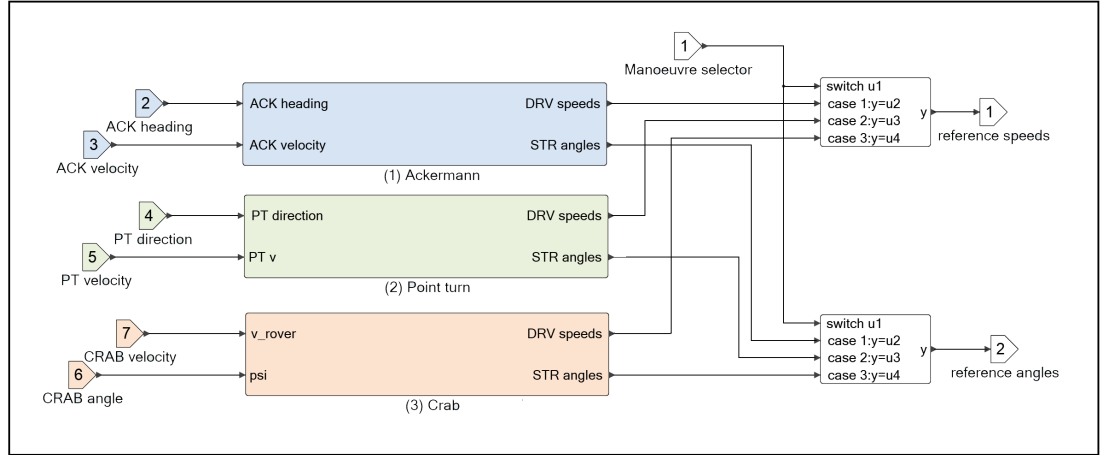 1
Manoeuvre selector
2
ACK heading
3
ACK velocity
ACK heading
DRV speeds
ACK velocity
STR angles
(1) Ackermann
switch u1
case 1:y=u2
case 2:y=u3
case 3:y=u4
y
1
reference speeds
4
PT direction
5
PT velocity
PT direction
DRV speeds
PT v
STR angles
(2) Point turn
7
CRAB velocity
6
CRAB angle
v_rover
DRV speeds
psi
STR angles
(3) Crab
switch u1
case 1:y=u2
case 2:y=u3
case 3:y=u4
y
2
reference angles